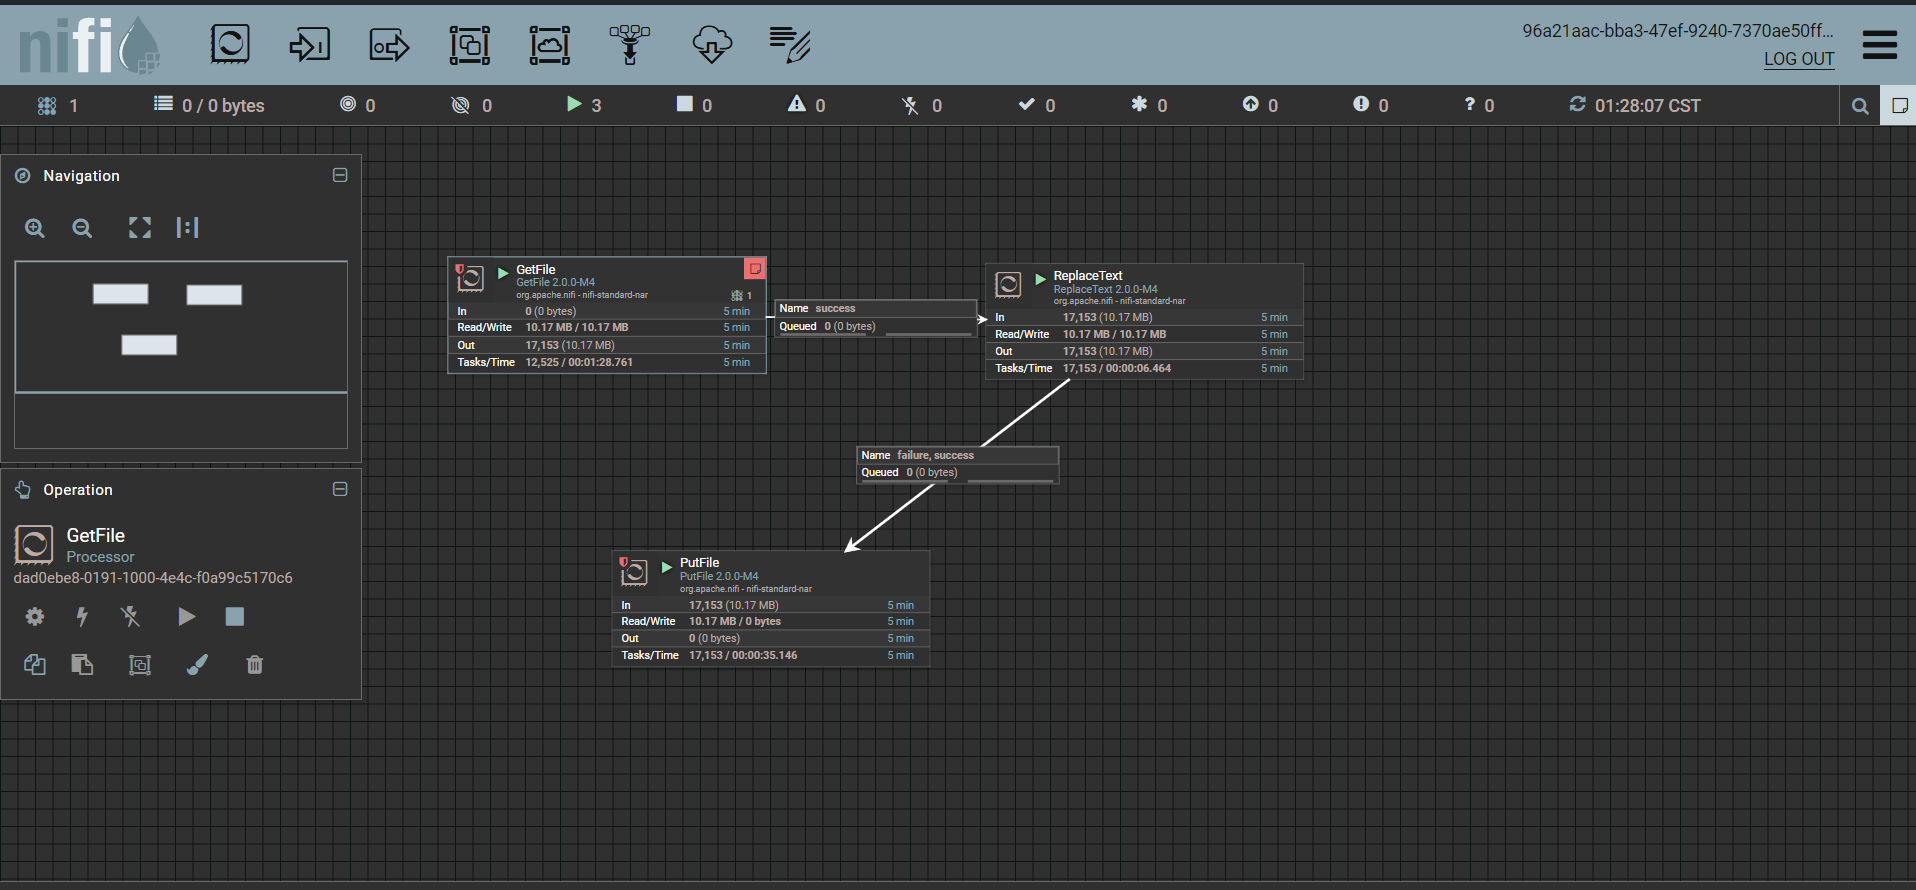 nifi
96a21aac-bba3-47ef-9240-7370ae50ff...
LOG OUT
1 0 / 0 bytes 0 0 3 0 0 0 0 0 0 0 0 01:28:07 CST
Navigation
GetFile
GetFile 2.0.0-M4
org.apache.nifi - nifi-standard-nar
1
In 0 (0 bytes) 5 min
Read/Write 10.17 MB / 10.17 MB 5 min
Out 17,153 (10.17 MB) 5 min
Tasks/Time 12,525 / 00:01:28.761 5 min
Name success
Queued 0 (0 bytes)
ReplaceText
ReplaceText 2.0.0-M4
org.apache.nifi - nifi-standard-nar
In 17,153 (10.17 MB) 5 min
Read/Write 10.17 MB / 10.17 MB 5 min
Out 17,153 (10.17 MB) 5 min
Tasks/Time 17,153 / 00:00:06.464 5 min
Name failure, success
Queued 0 (0 bytes)
Operation
GetFile
Processor
dad0ebe8-0191-1000-4e4c-f0a99c5170c6
PutFile
PutFile 2.0.0-M4
org.apache.nifi - nifi-standard-nar
In 17,153 (10.17 MB) 5 min
Read/Write 10.17 MB / 0 bytes 5 min
Out 0 (0 bytes) 5 min
Tasks/Time 17,153 / 00:00:35.146 5 min